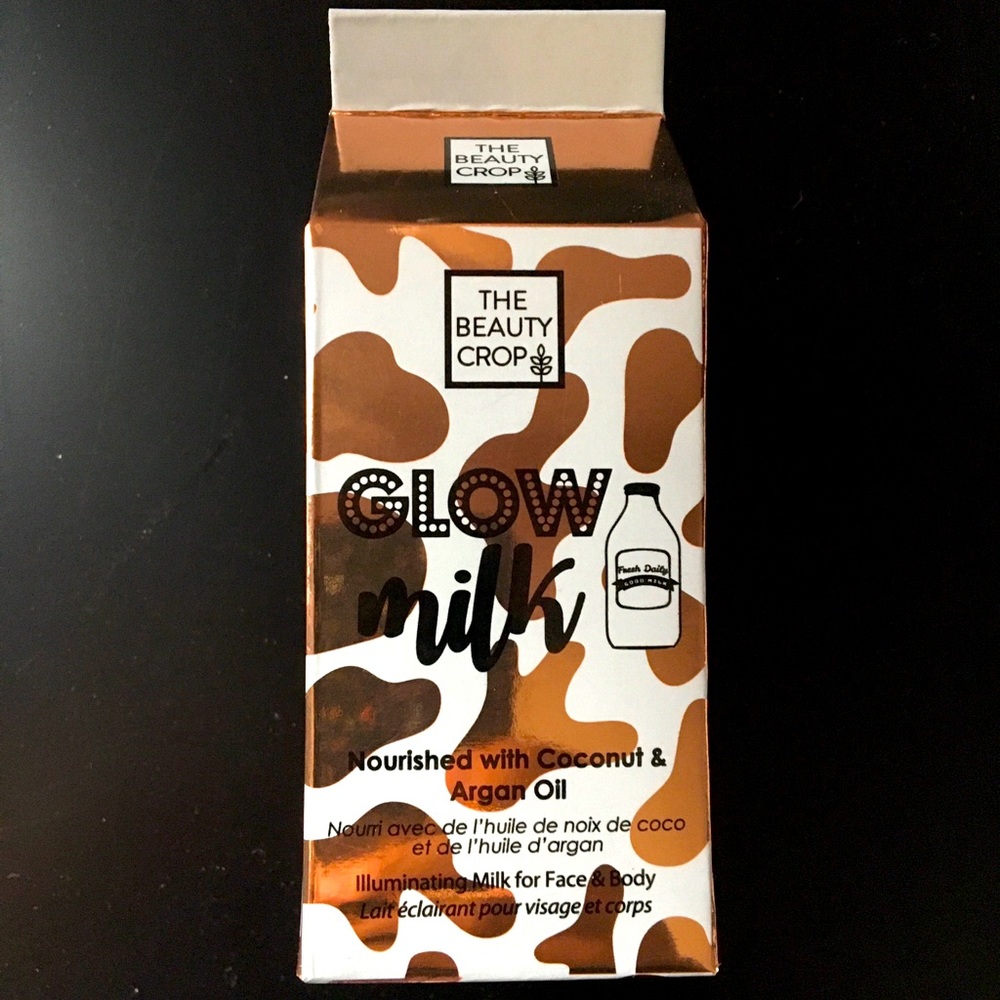 THE
BEAUTY
CROP
THE
BEAUTY
CROP
GLOW
milk
Fresh Daily
GOOD MILK
Nourished with Coconut &
Argan Oil
Nourri avec de l'huile de noix de coco
et de l'huile d'argan
Illuminating Milk for Face & Body
Lait éclairant pour visage et corps